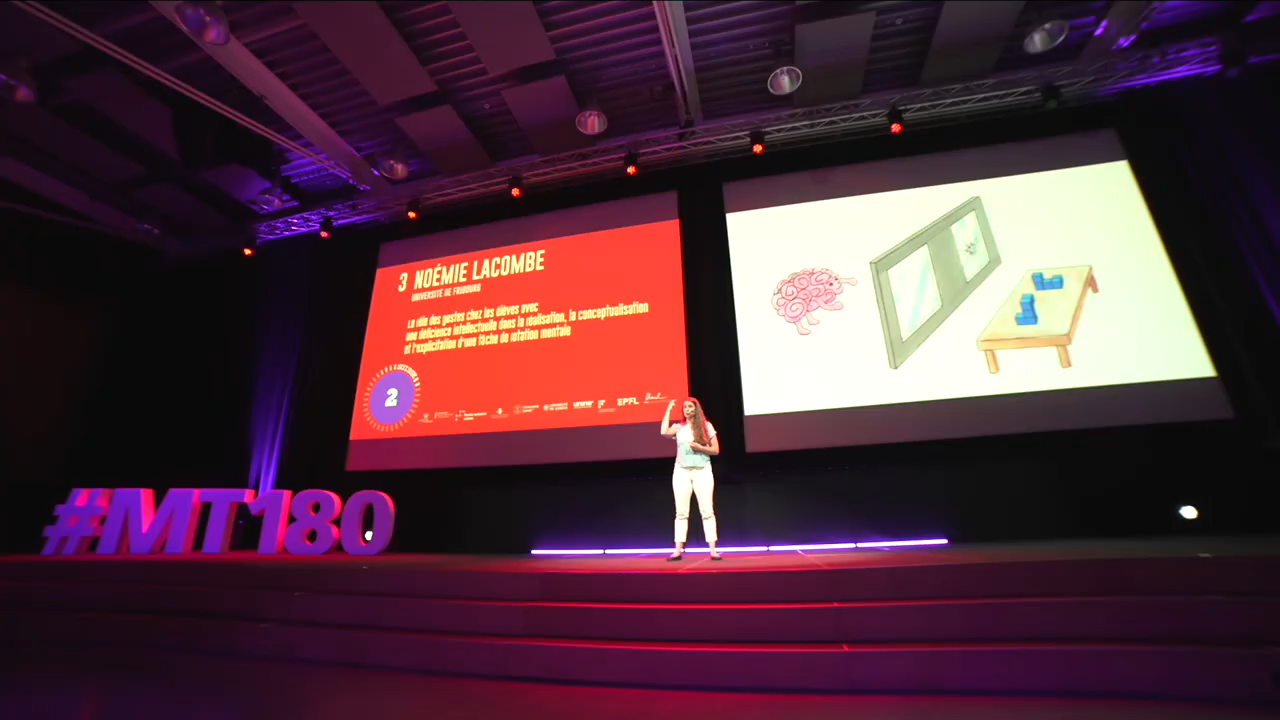 3 NOÉMIE LACOMBE
UNIVERSITÉ DE FRIBOURG
Le rôle des gestes chez les élèves avec
une déficience intellectuelle dans la réalisation, la conceptualisation
et l'explicitation d'une tâche de rotation mentale
2
EPFL
#MT180